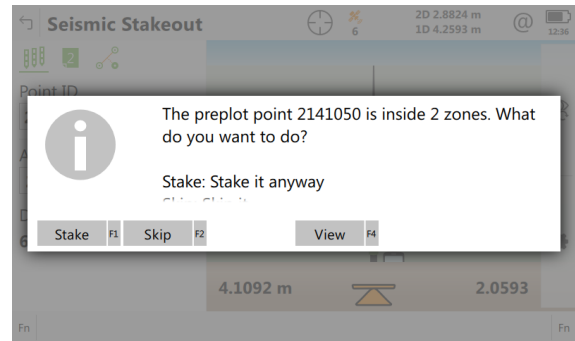 Seismic Stakeout
6
2D 2.8824 m
1D 4.2593 m
@
12:36
2
Point ID
The preplot point 2141050 is inside 2 zones. What
do you want to do?
Stake: Stake it anyway
Stake F1 Skip F2 View F4
4.1092 m
2.0593
Fn
Fn